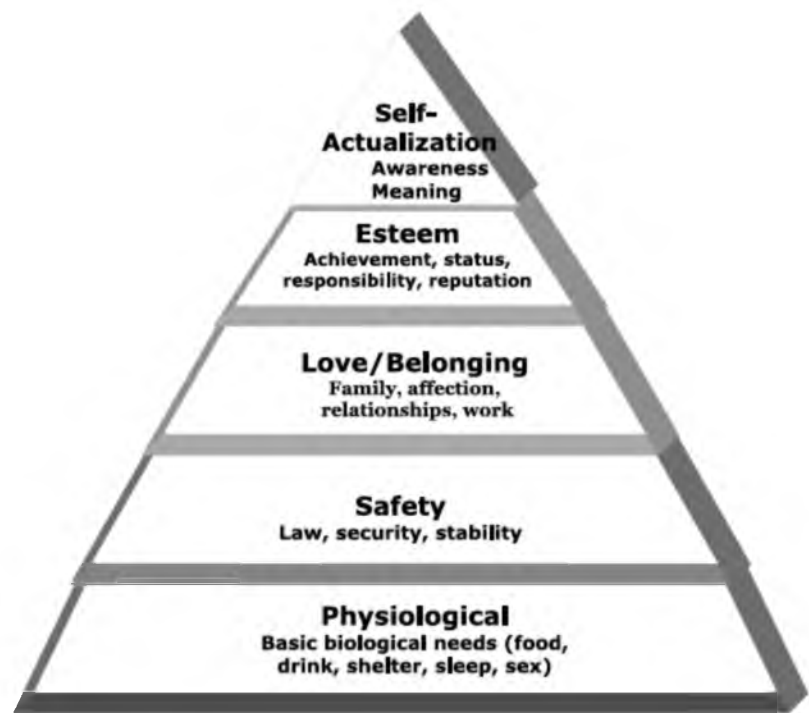 Self-
Actualization
Awareness
Meaning
Esteem
Achievement, status,
responsibility, reputation
Love/Belonging
Family, affection,
relationships, work
Safety
Law, security, stability
Physiological
Basic biological needs (food,
drink, shelter, sleep, sex)